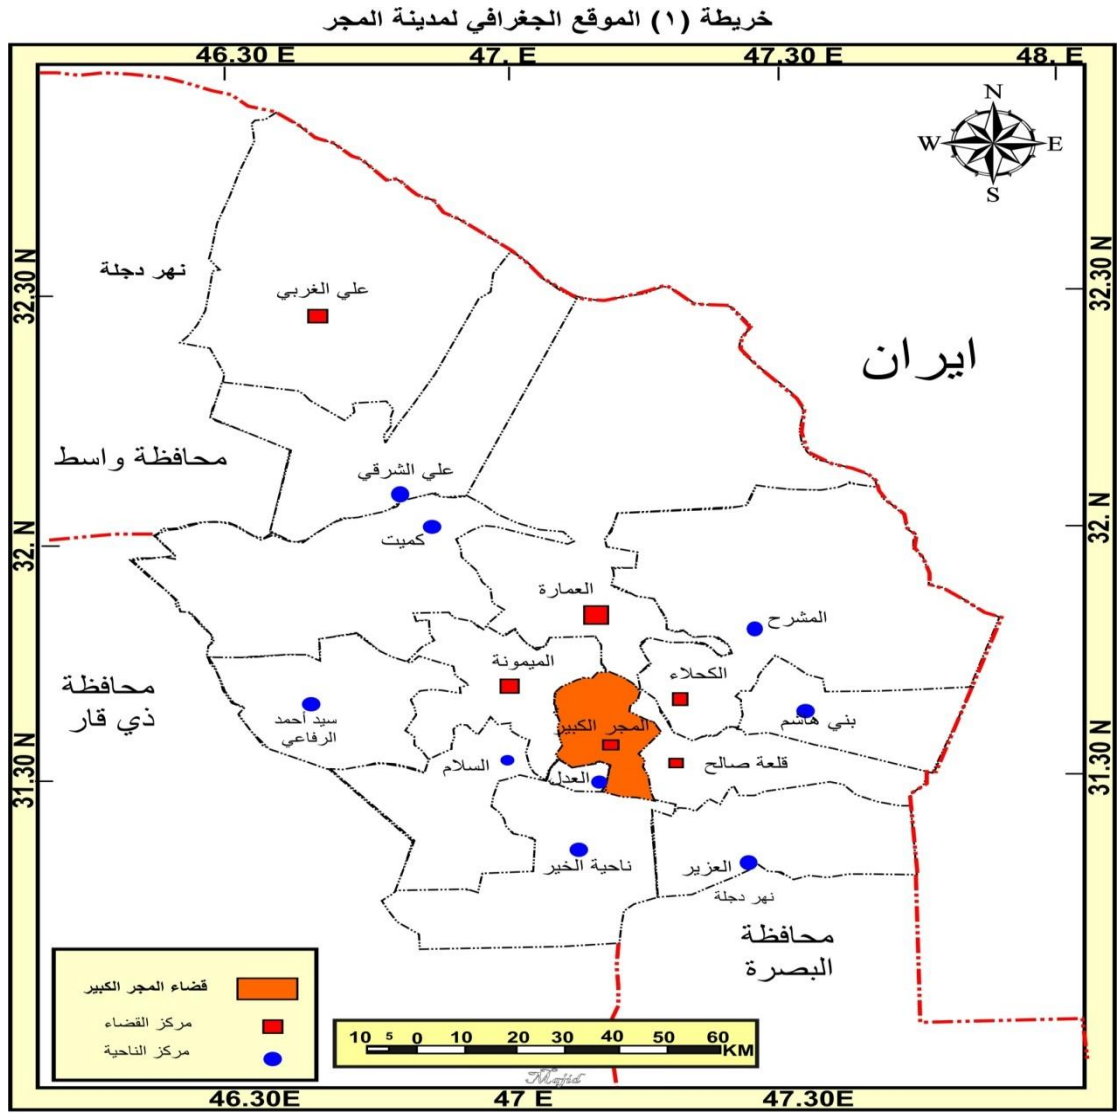 خريطة (١) الموقع الجغرافي لمدينة المجر
46.30 E
47. E
47.30 E
48. E
N
W
E
S
32.30 N
32.30 N
نهر دجلة
علي الغربي
ايران
محافظة واسط
علي الشرقي
كميت
32. N
32. N
العمارة
المشرح
الميمونة
الكحلاء
محافظة
ذي قار
سيد أحمد
الرفاعي
المجر الكبير
بني هاشم
السلام
العدل
قلعة صالح
31.30 N
31.30 N
ناحية الخير
العزير
نهر دجلة
محافظة
البصرة
قضاء المجر الكبير
مركز القضاء
مركز الناحية
10 5 0 10 20 30 40 50 60
KM
Majid
46.30E
47 E
47.30E